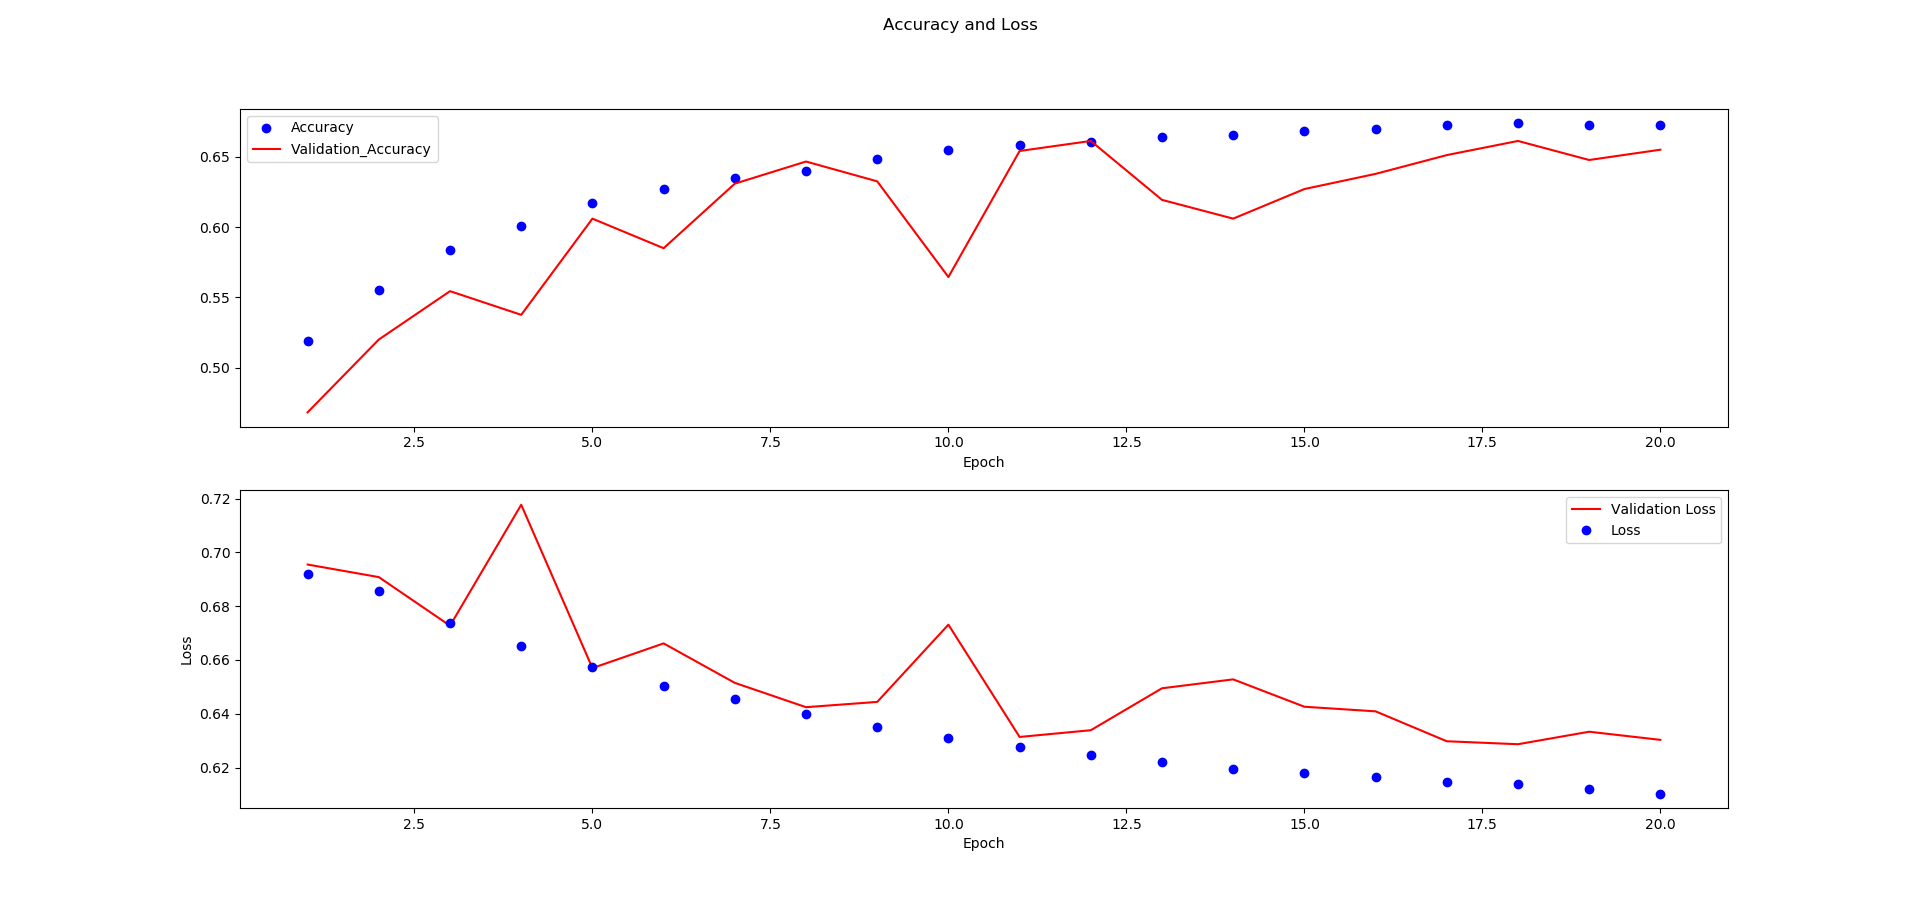 Accuracy and Loss
Accuracy
Validation_Accuracy
0.65
0.60
0.55
0.50
2.5 5.0 7.5 10.0 12.5 15.0 17.5 20.0
Epoch
Validation Loss
Loss
0.72
0.70
0.68
0.66
0.64
0.62
Loss
2.5 5.0 7.5 10.0 12.5 15.0 17.5 20.0
Epoch